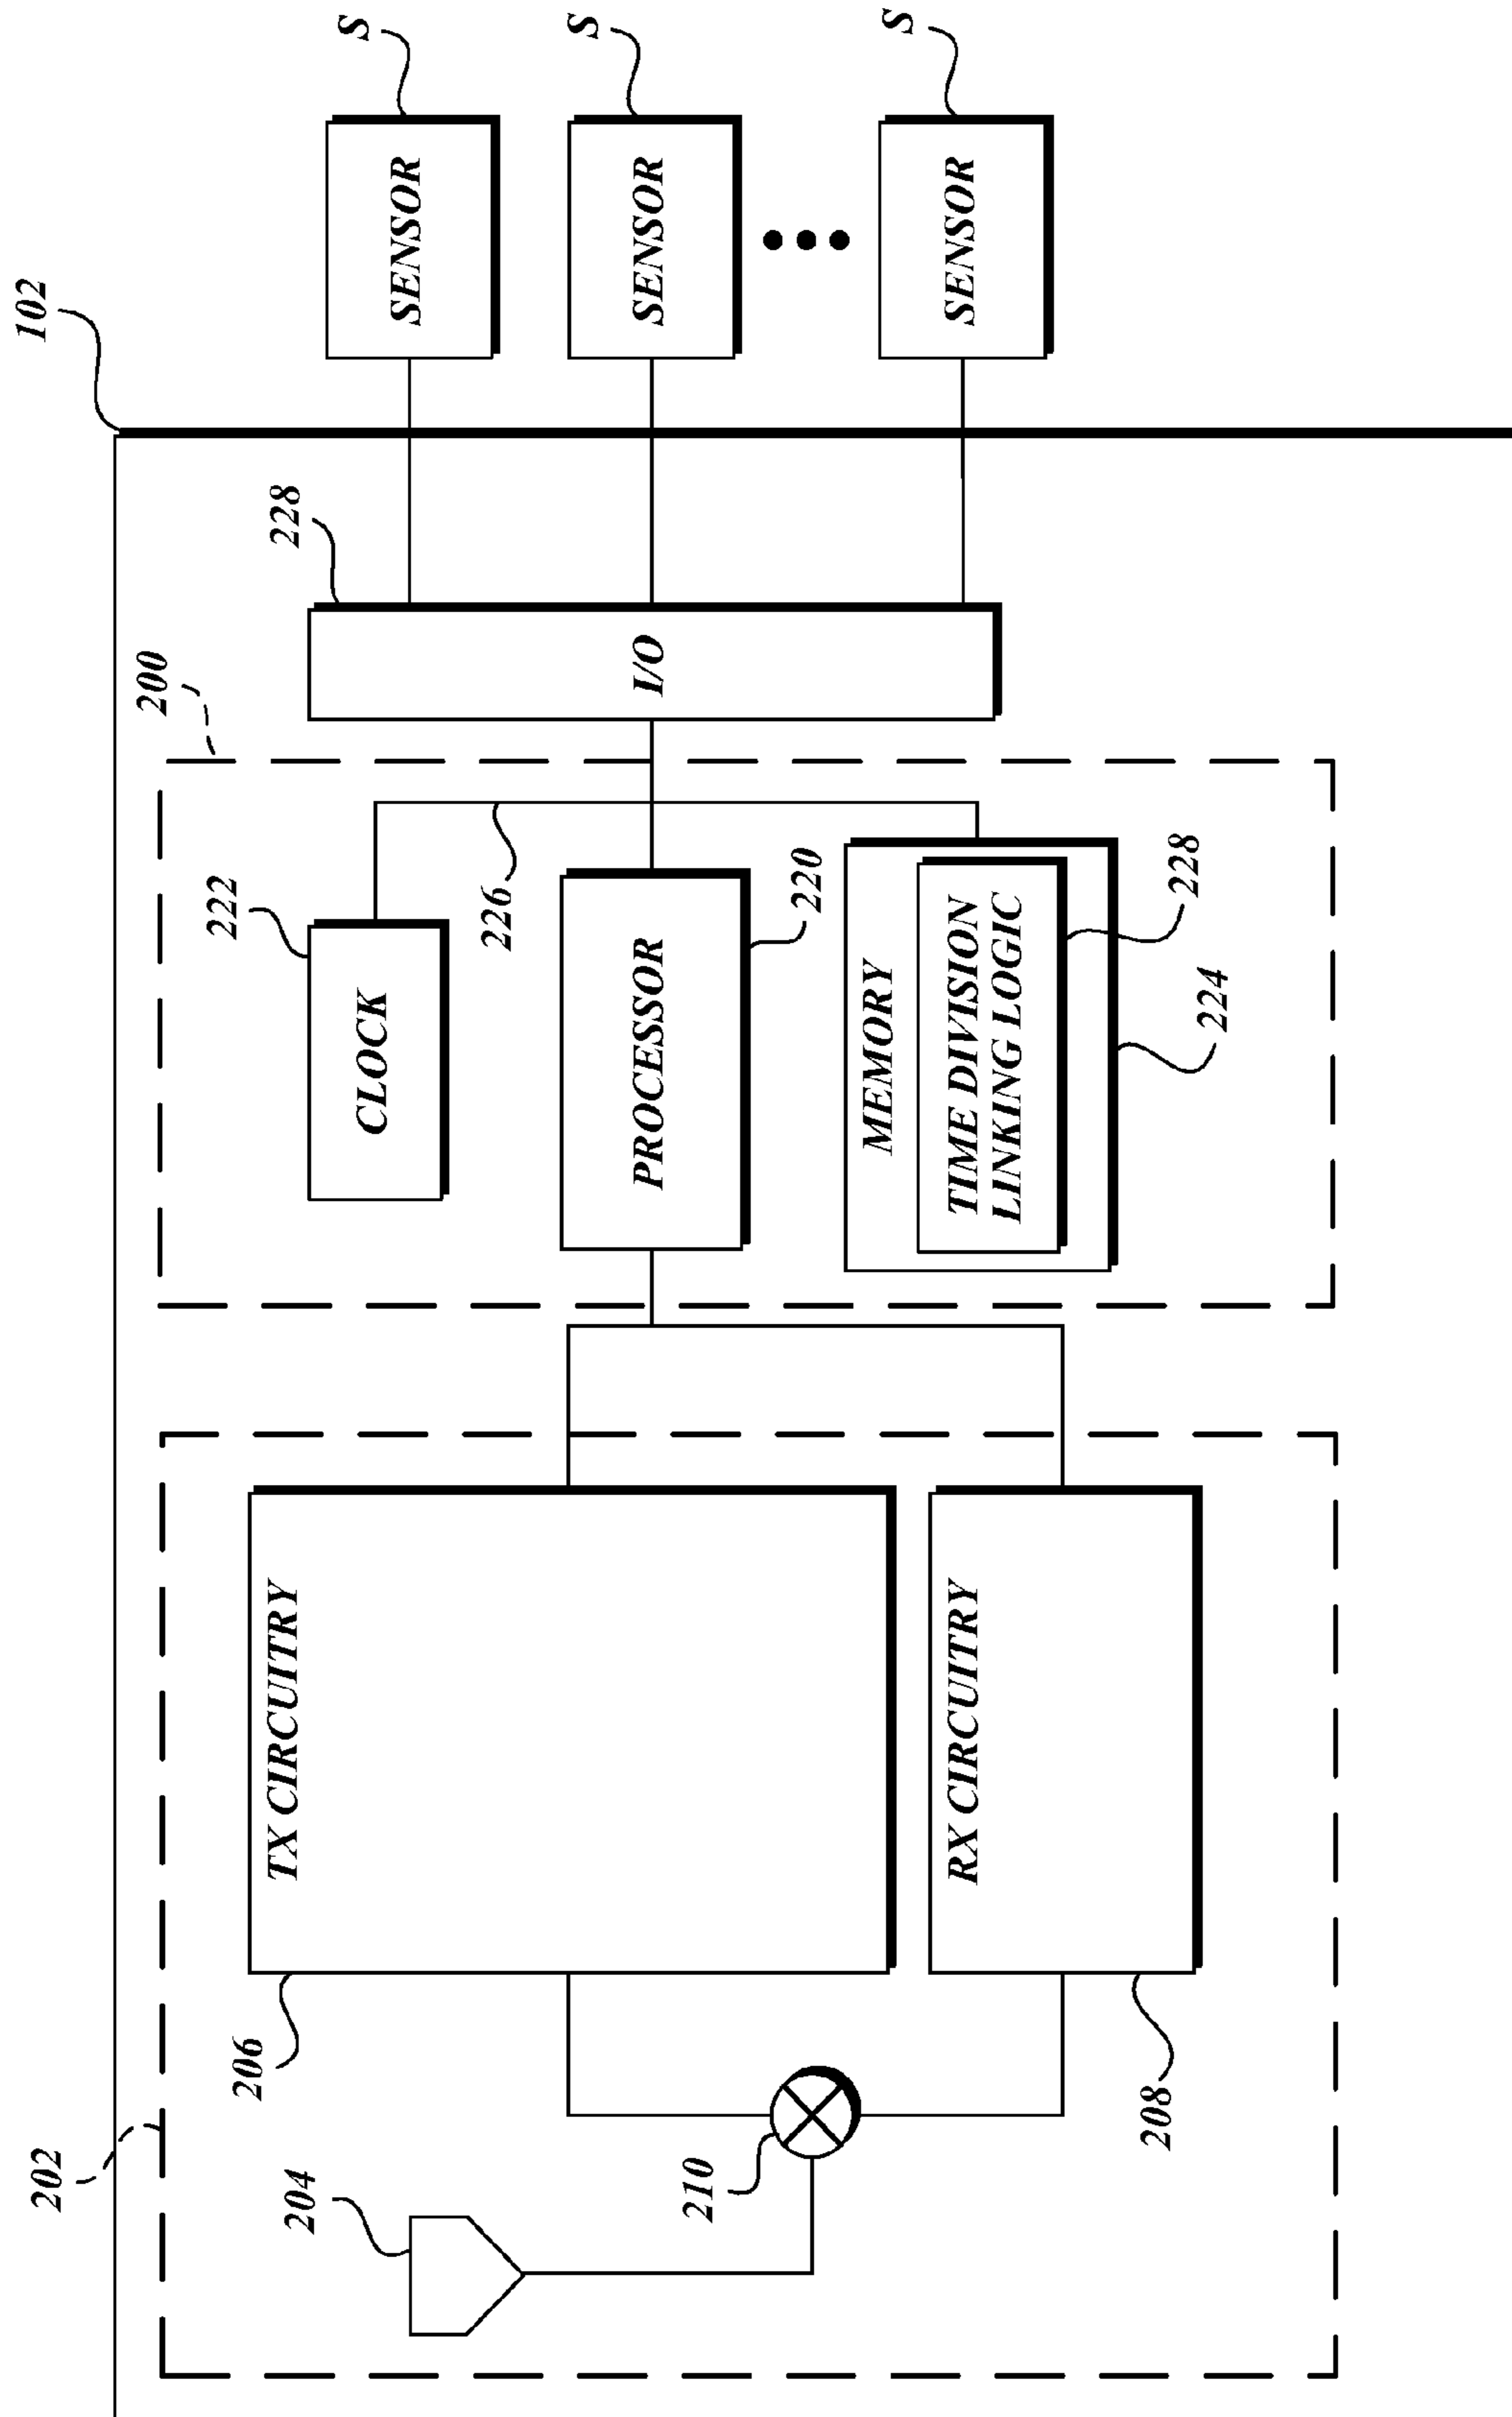 202
204
210
206
TX CIRCUITRY
RX CIRCUITRY
208
200
222
CLOCK
226
PROCESSOR
220
MEMORY
TIME DIVISION
LINKING LOGIC
228
224
228
I/O
102
SENSOR
S
SENSOR
S
SENSOR
S